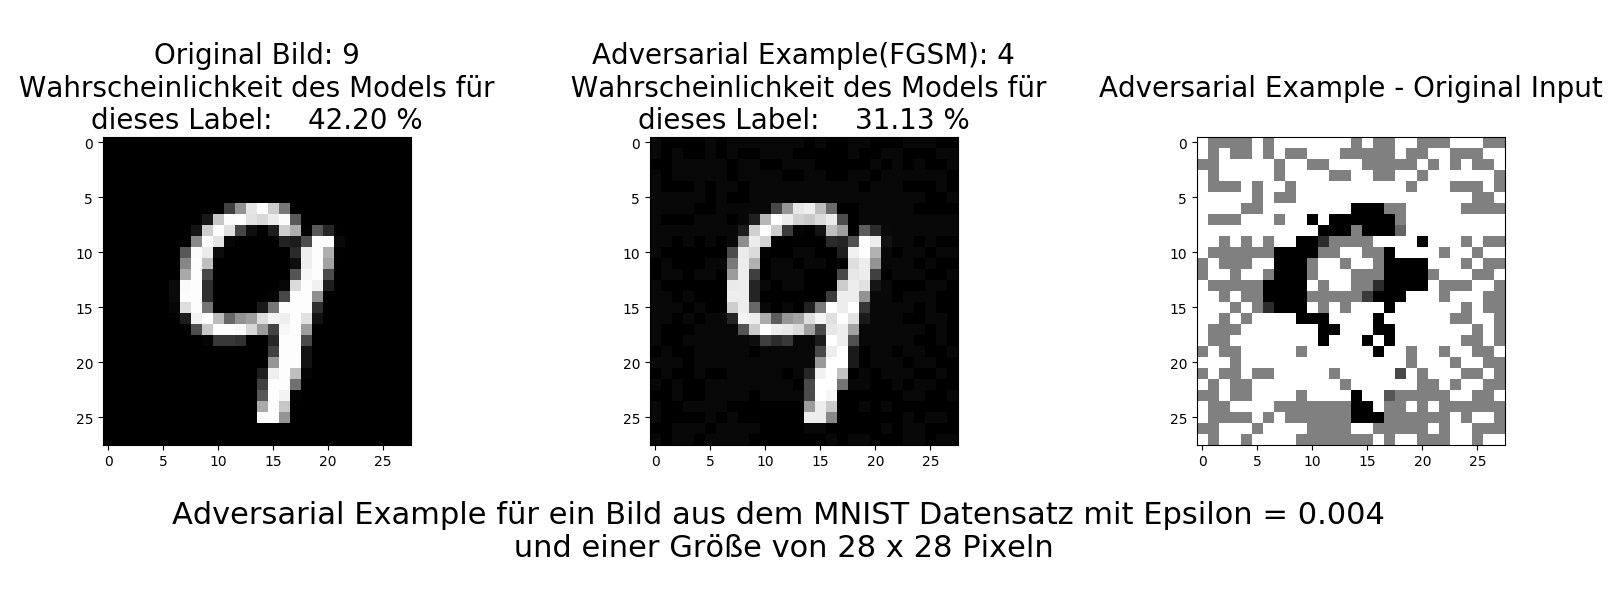 Original Bild: 9
Wahrscheinlichkeit des Models für
dieses Label:    42.20 %
0
5
10
15
20
25
0 5 10 15 20 25
9
Adversarial Example(FGSM): 4
Wahrscheinlichkeit des Models für
dieses Label:    31.13 %
0
5
10
15
20
25
0 5 10 15 20 25
9
Adversarial Example - Original Input
0
5
10
15
20
25
0 5 10 15 20 25
Adversarial Example für ein Bild aus dem MNIST Datensatz mit Epsilon = 0.004
und einer Größe von 28 x 28 Pixeln